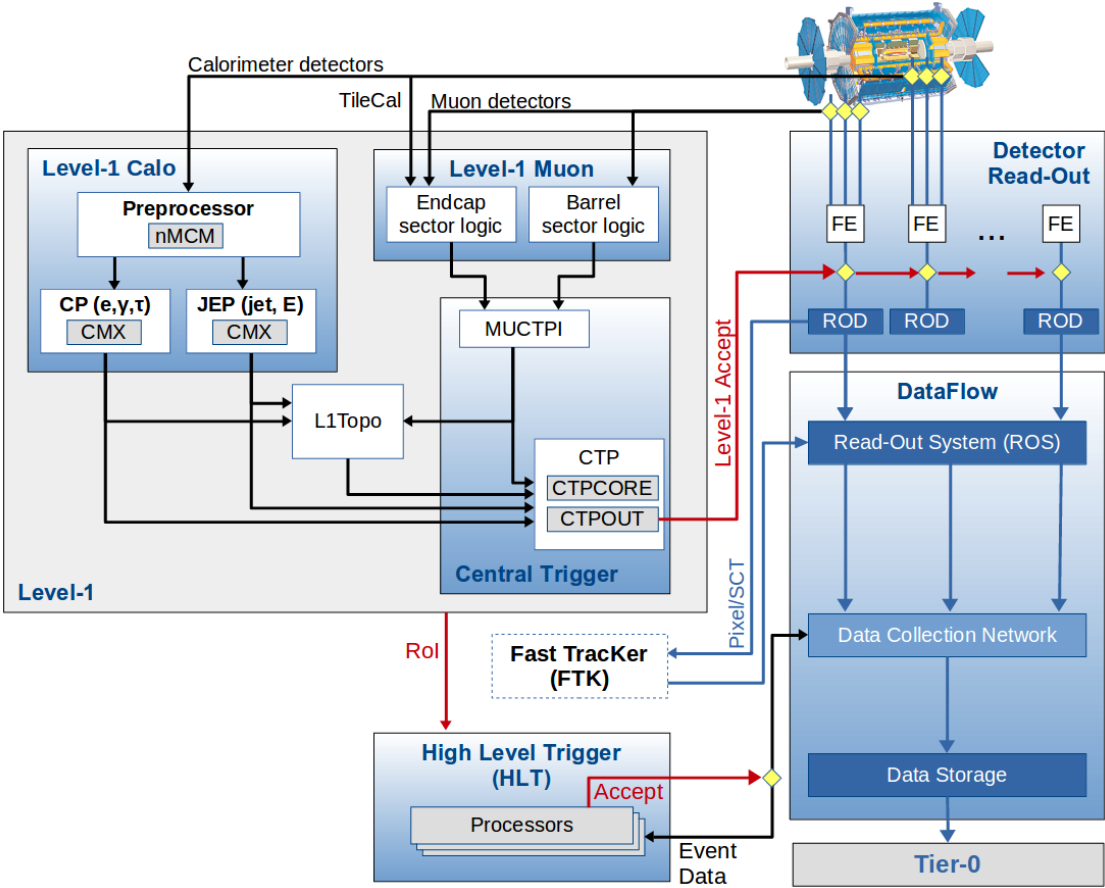 Calorimeter detectors
TileCal
Muon detectors
Level-1 Calo
Preprocessor
nMCM
CP (e,γ,τ)
CMX
JEP (jet, E)
CMX
Level-1 Muon
Endcap
sector logic
Barrel
sector logic
MUCTPI
L1Topo
CTP
CTPCORE
CTPOUT
Central Trigger
Level-1
Level-1 Accept
Detector
Read-Out
FE
FE
...
FE
ROD
ROD
ROD
DataFlow
Read-Out System (ROS)
Data Collection Network
Data Storage
Tier-0
Pixel/SCT
RoI
Fast TracKer
(FTK)
High Level Trigger
(HLT)
Accept
Processors
Event
Data